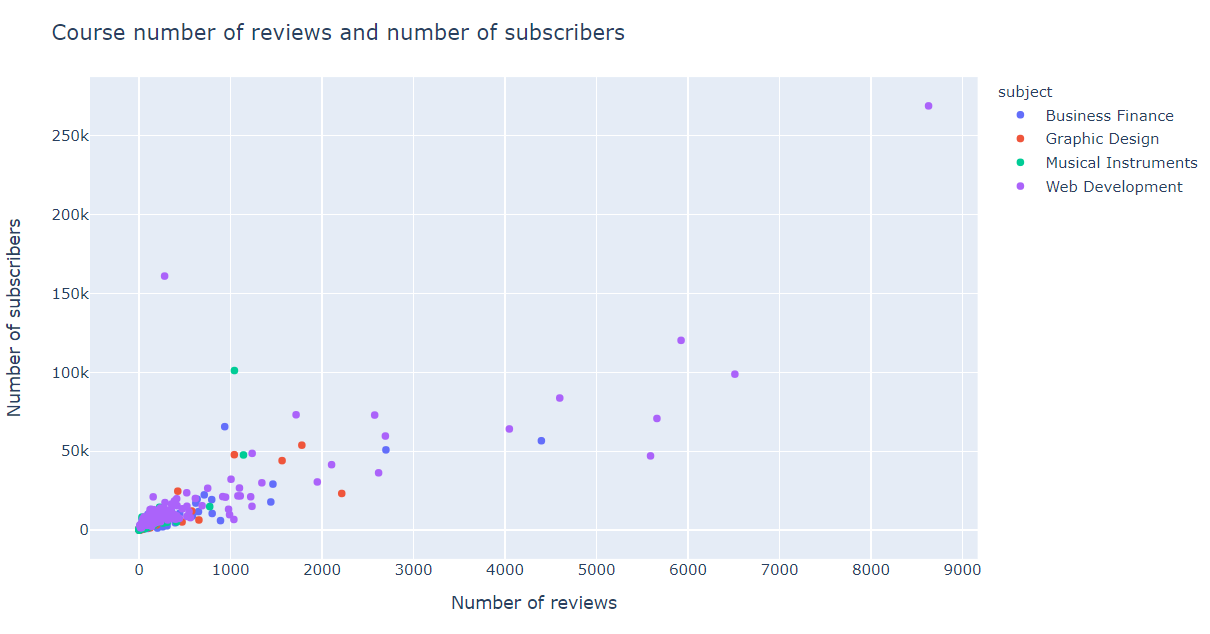 Course number of reviews and number of subscribers
subject
Business Finance
Graphic Design
Musical Instruments
Web Development
Number of subscribers
250k
200k
150k
100k
50k
0
0 1000 2000 3000 4000 5000 6000 7000 8000 9000
Number of reviews